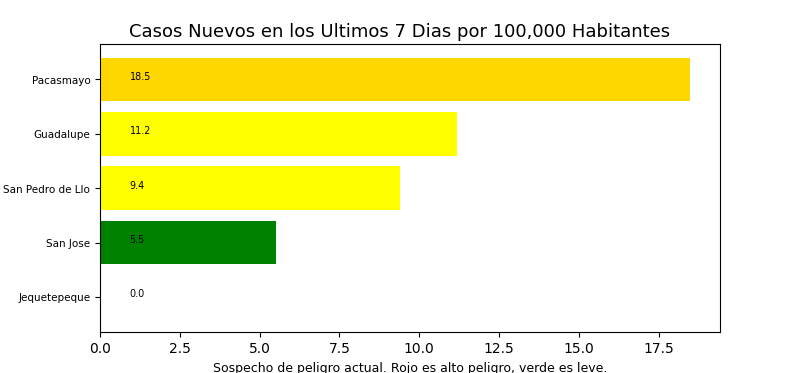 Casos Nuevos en los Ultimos 7 Dias por 100,000 Habitantes
Pacasmayo 18.5
Guadalupe 11.2
San Pedro de Llo 9.4
San Jose 5.5
Jequetepeque 0.0
0.0 2.5 5.0 7.5 10.0 12.5 15.0 17.5
Sospecho de peligro actual. Rojo es alto peligro, verde es leve.